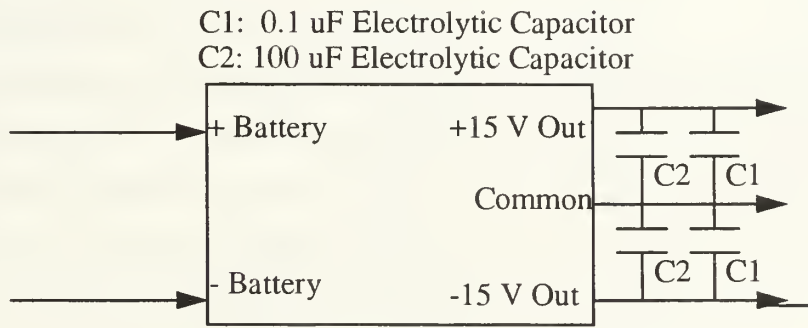 C1: 0.1 uF Electrolytic Capacitor
C2: 100 uF Electrolytic Capacitor
+ Battery
+15 V Out
C2
C1
Common
C2
C1
- Battery
-15 V Out